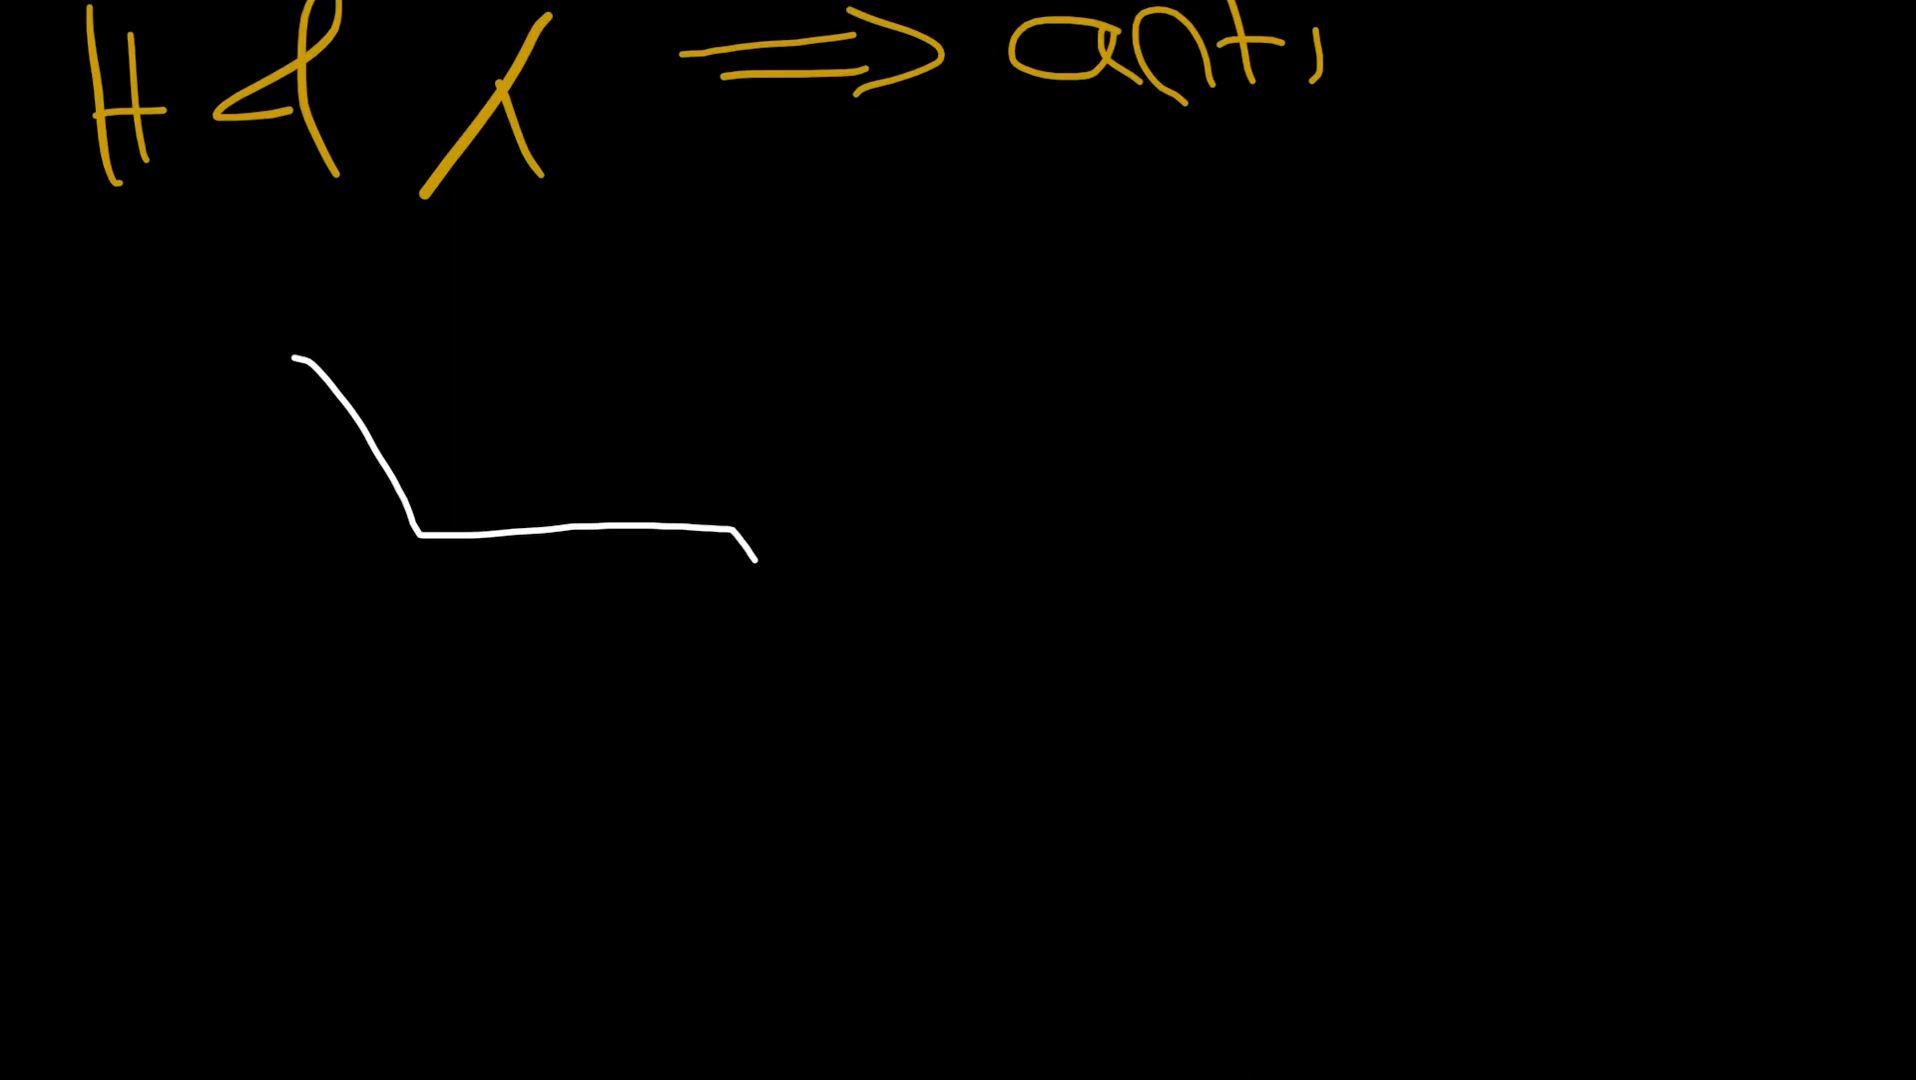 H & X ⇒ anti